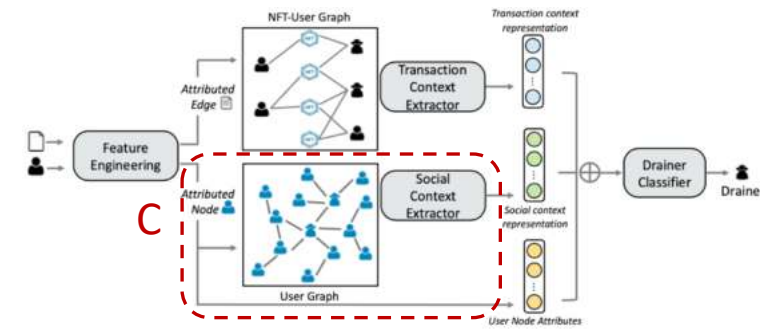 NFT-User Graph
Transaction context
representation
Attributed
Edge
Transaction
Context
Extractor
Feature
Engineering
C
Attributed
Node
Social
Context
Extractor
Drainer
Classifier
Draine
Social context
representation
User Graph
User Node Attributes